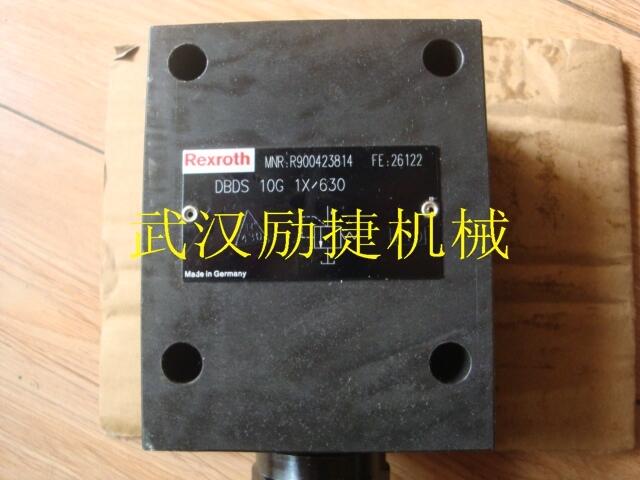 Rexroth MNR:R900423814 FE:26122
DBDS 10G 1X/630
武汉励捷机械
Made in Germany